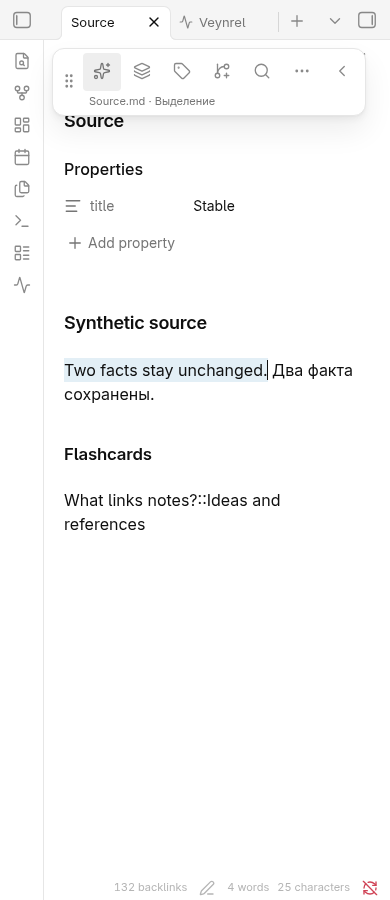 Source
Veynrel
Source.md · Выделение
Source
Properties
title Stable
Add property
Synthetic source
Two facts stay unchanged. Два факта
сохранены.
Flashcards
What links notes?::Ideas and
references
132 backlinks 4 words 25 characters